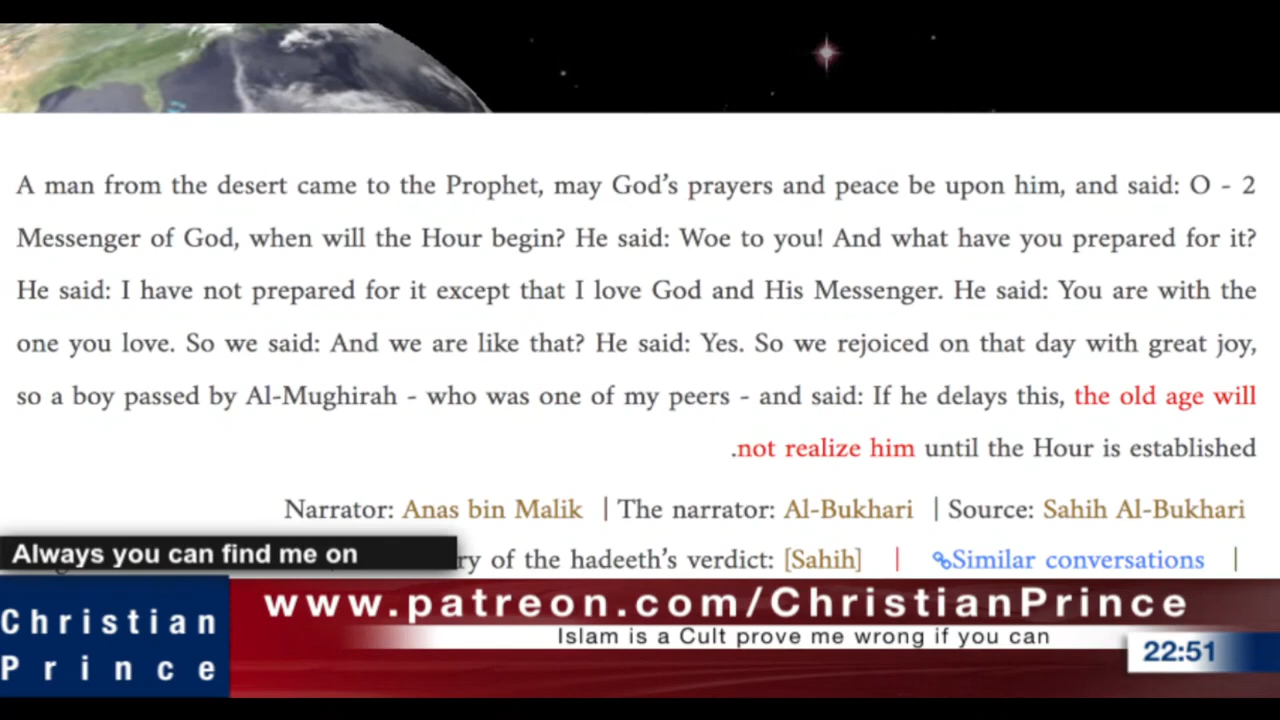 A man from the desert came to the Prophet, may God’s prayers and peace be upon him, and said: O - 2
Messenger of God, when will the Hour begin? He said: Woe to you! And what have you prepared for it?
He said: I have not prepared for it except that I love God and His Messenger. He said: You are with the
one you love. So we said: And we are like that? He said: Yes. So we rejoiced on that day with great joy,
so a boy passed by Al-Mughirah - who was one of my peers - and said: If he delays this, the old age will
.not realize him until the Hour is established
Narrator: Anas bin Malik | The narrator: Al-Bukhari | Source: Sahih Al-Bukhari
of the hadeeth’s verdict: [Sahih] | Similar conversations |
Always you can find me on
www.patreon.com/ChristianPrince
Islam is a Cult prove me wrong if you can
Christian
Prince
22:51